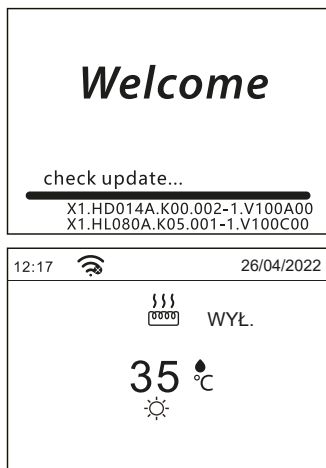 Welcome
check update...
X1.HD014A.K00.002-1.V100A00
X1.HL080A.K05.001-1.V100C00
12:17 26/04/2022
WYŁ.
35 °C